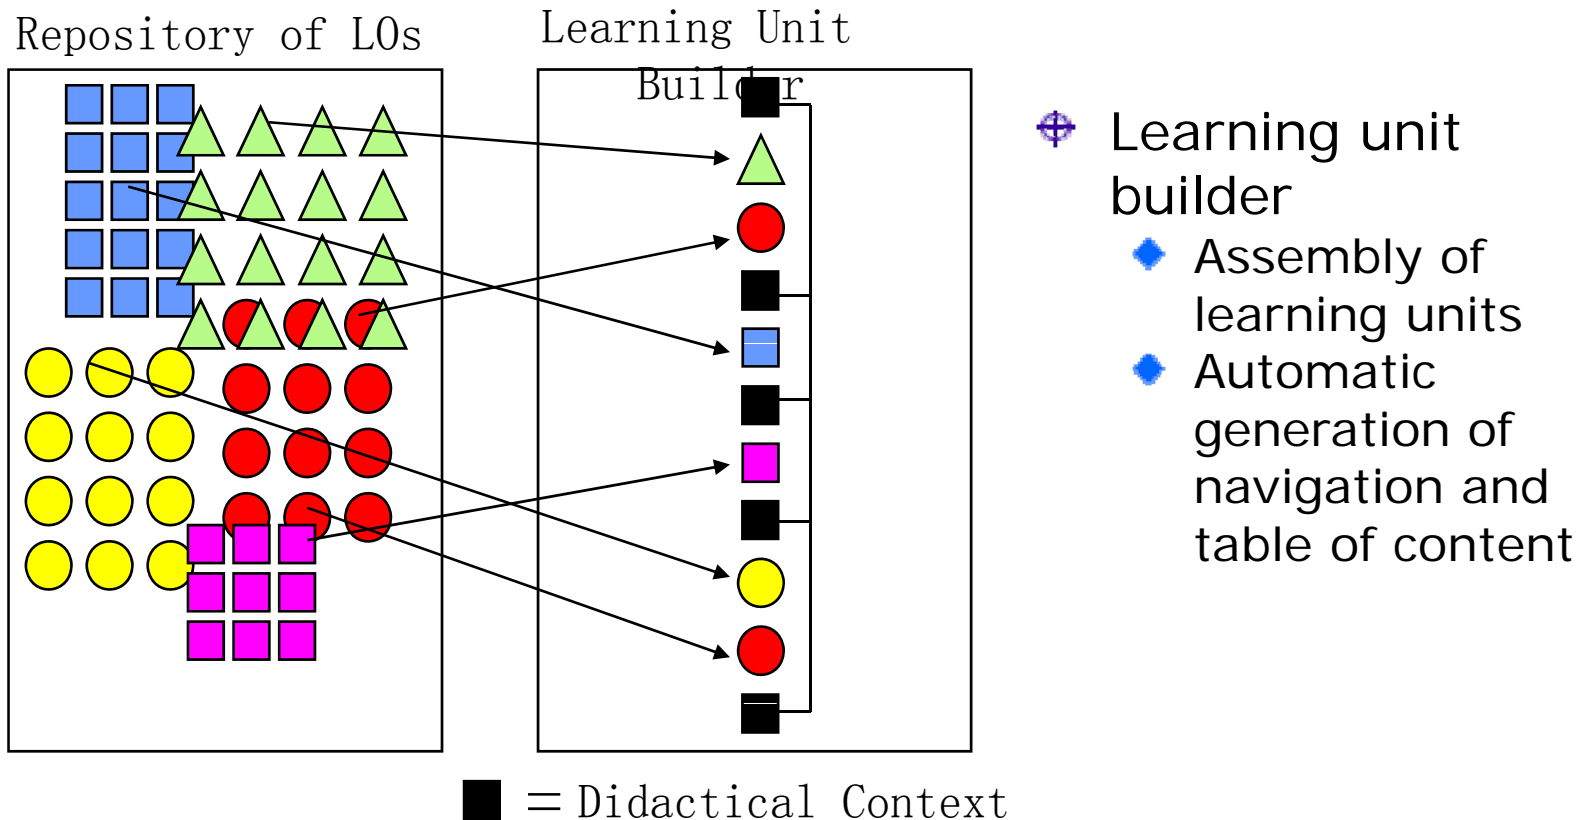 Repository of LOs
Learning Unit
Builder
Learning unit
builder
Assembly of
learning units
Automatic
generation of
navigation and
table of content
= Didactical Context